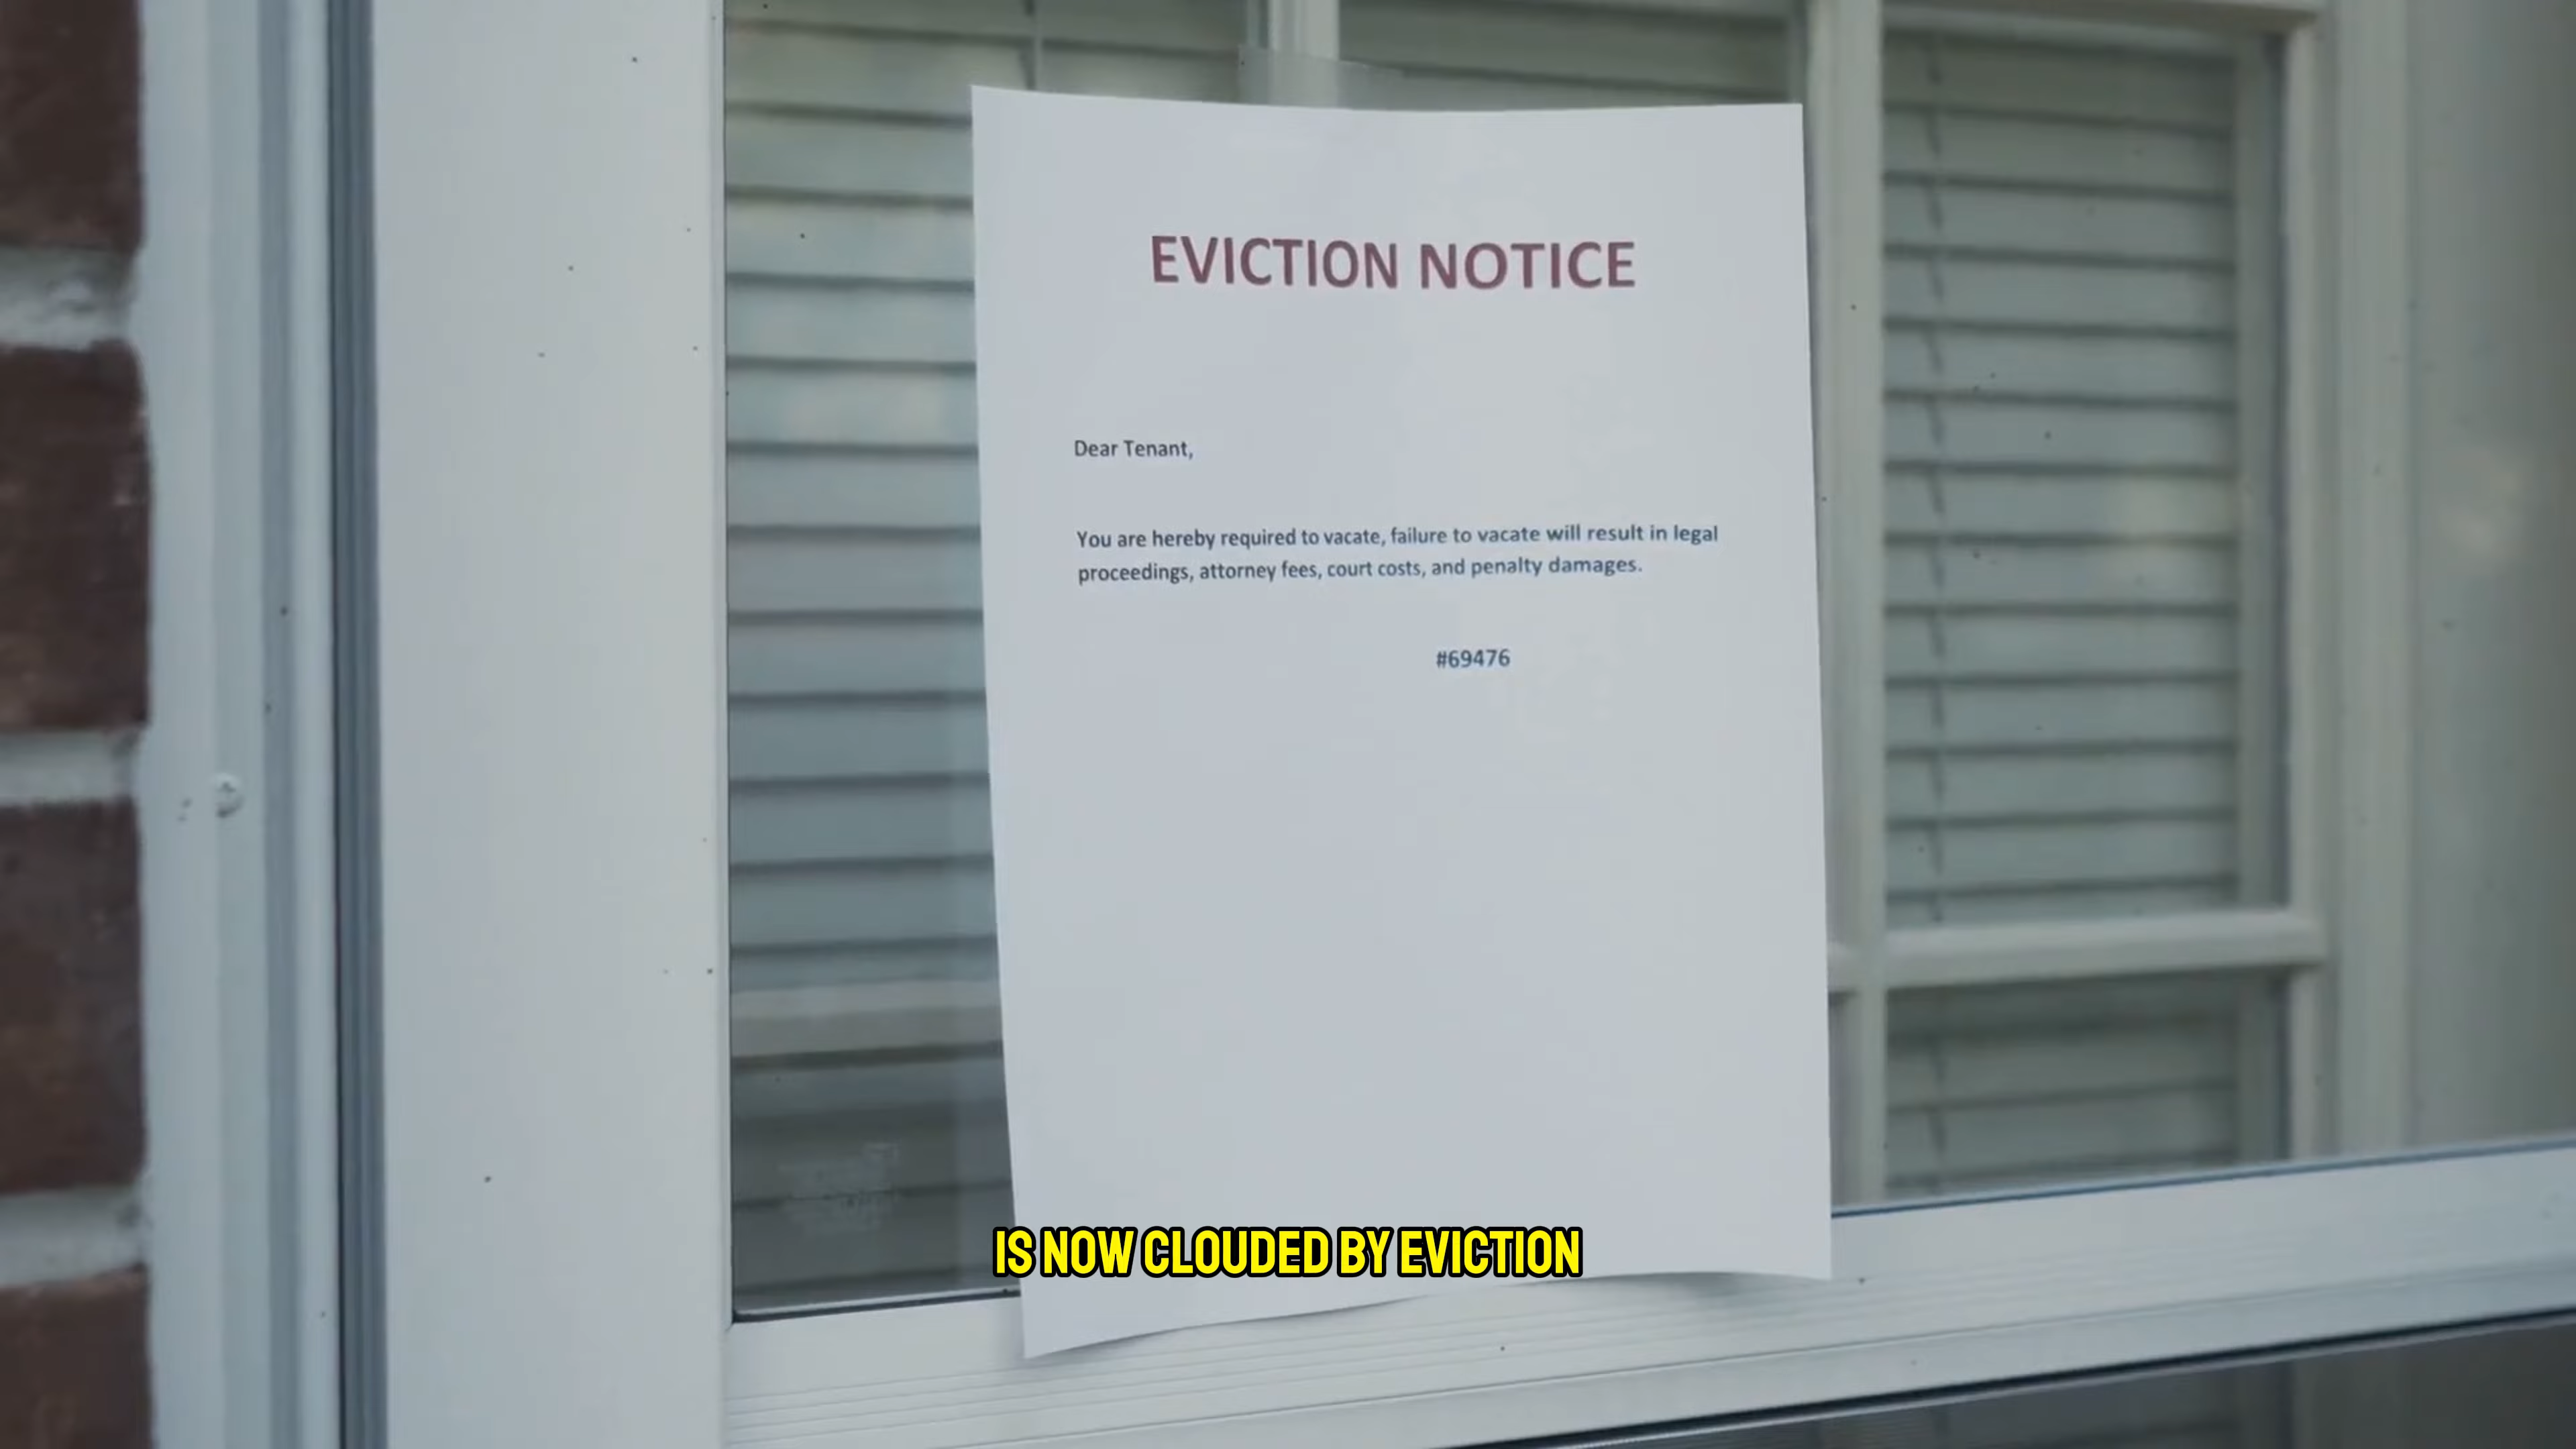 EVICTION NOTICE
Dear Tenant,
You are hereby required to vacate, failure to vacate will result in legal
proceedings, attorney fees, court costs, and penalty damages.
#69476
IS NOW CLOUDED BY EVICTION